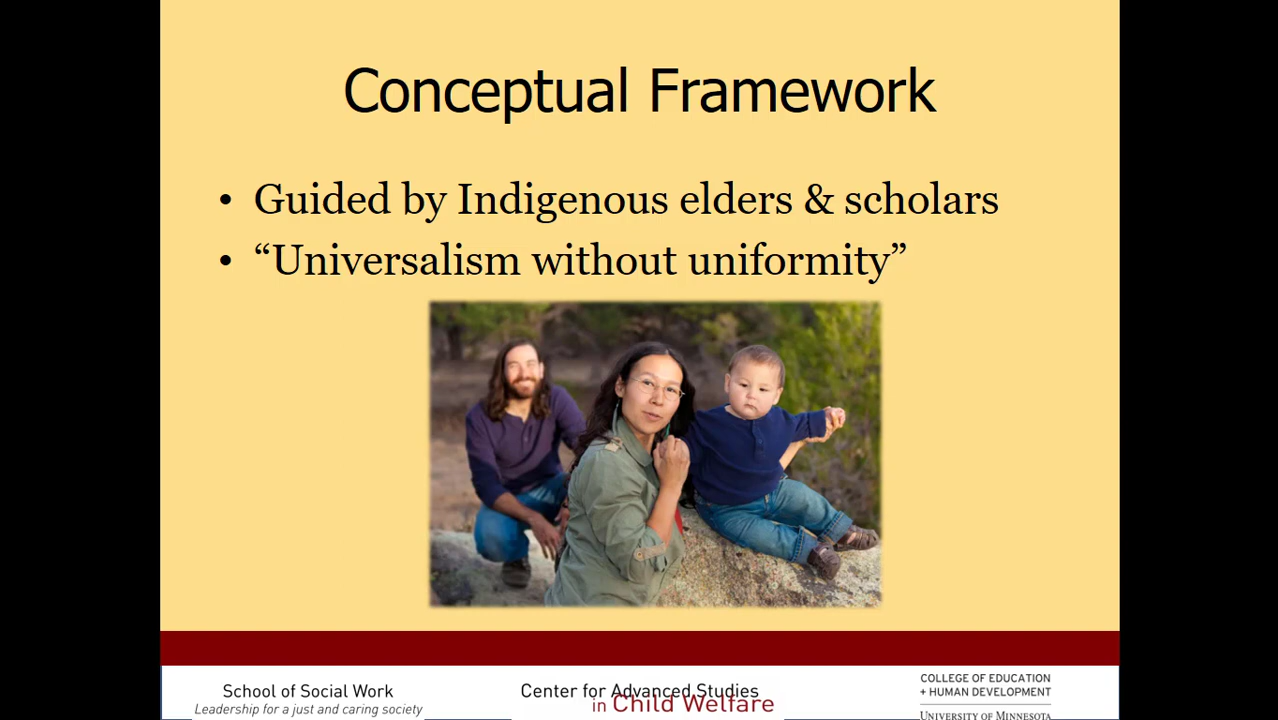 Conceptual Framework
• Guided by Indigenous elders & scholars
• “Universalism without uniformity”
School of Social Work
Leadership for a just and caring society
Center for Advanced Studies
in Child Welfare
COLLEGE OF EDUCATION
+ HUMAN DEVELOPMENT
UNIVERSITY OF MINNESOTA